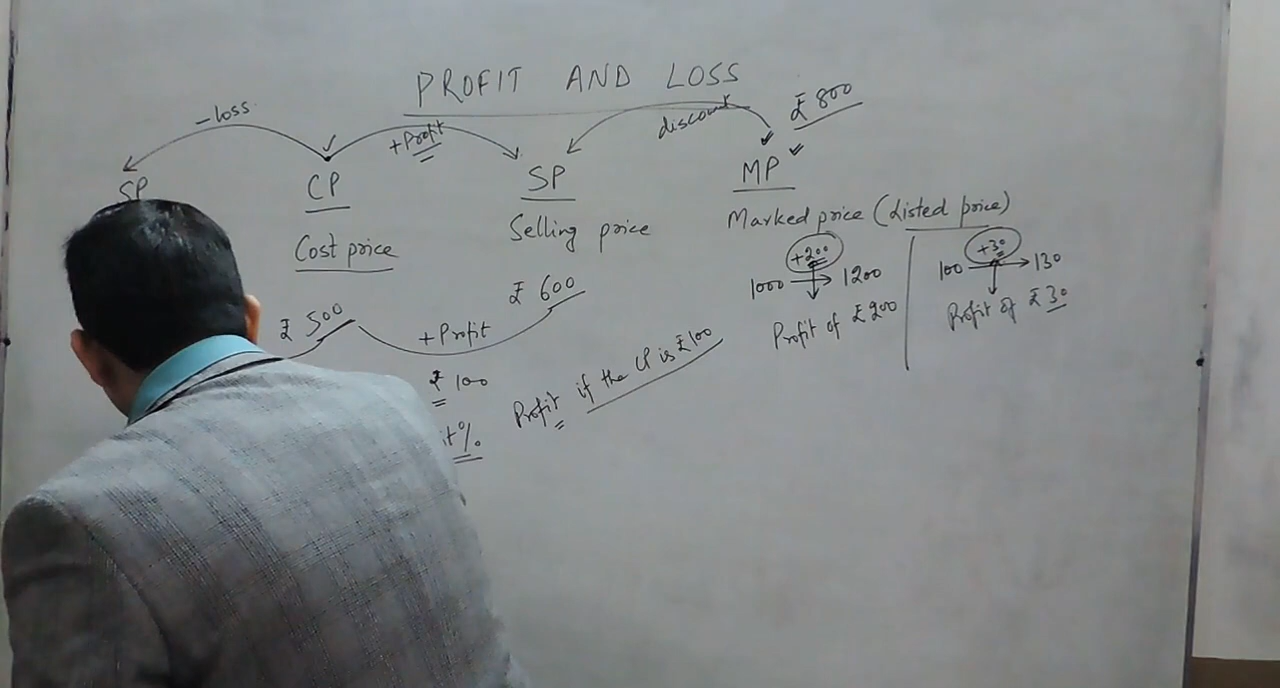 PROFIT AND LOSS
-loss
+Profit
discount
₹ 800
SP
CP
SP
MP
Cost price
Selling price
Marked price (Listed price)
+200
1000 → 1200
Profit of ₹ 200
+30
100 → 130
Profit of ₹ 30
₹ 500
+ Profit
₹ 600
₹ 100
Profit if the CP is ₹100
it%